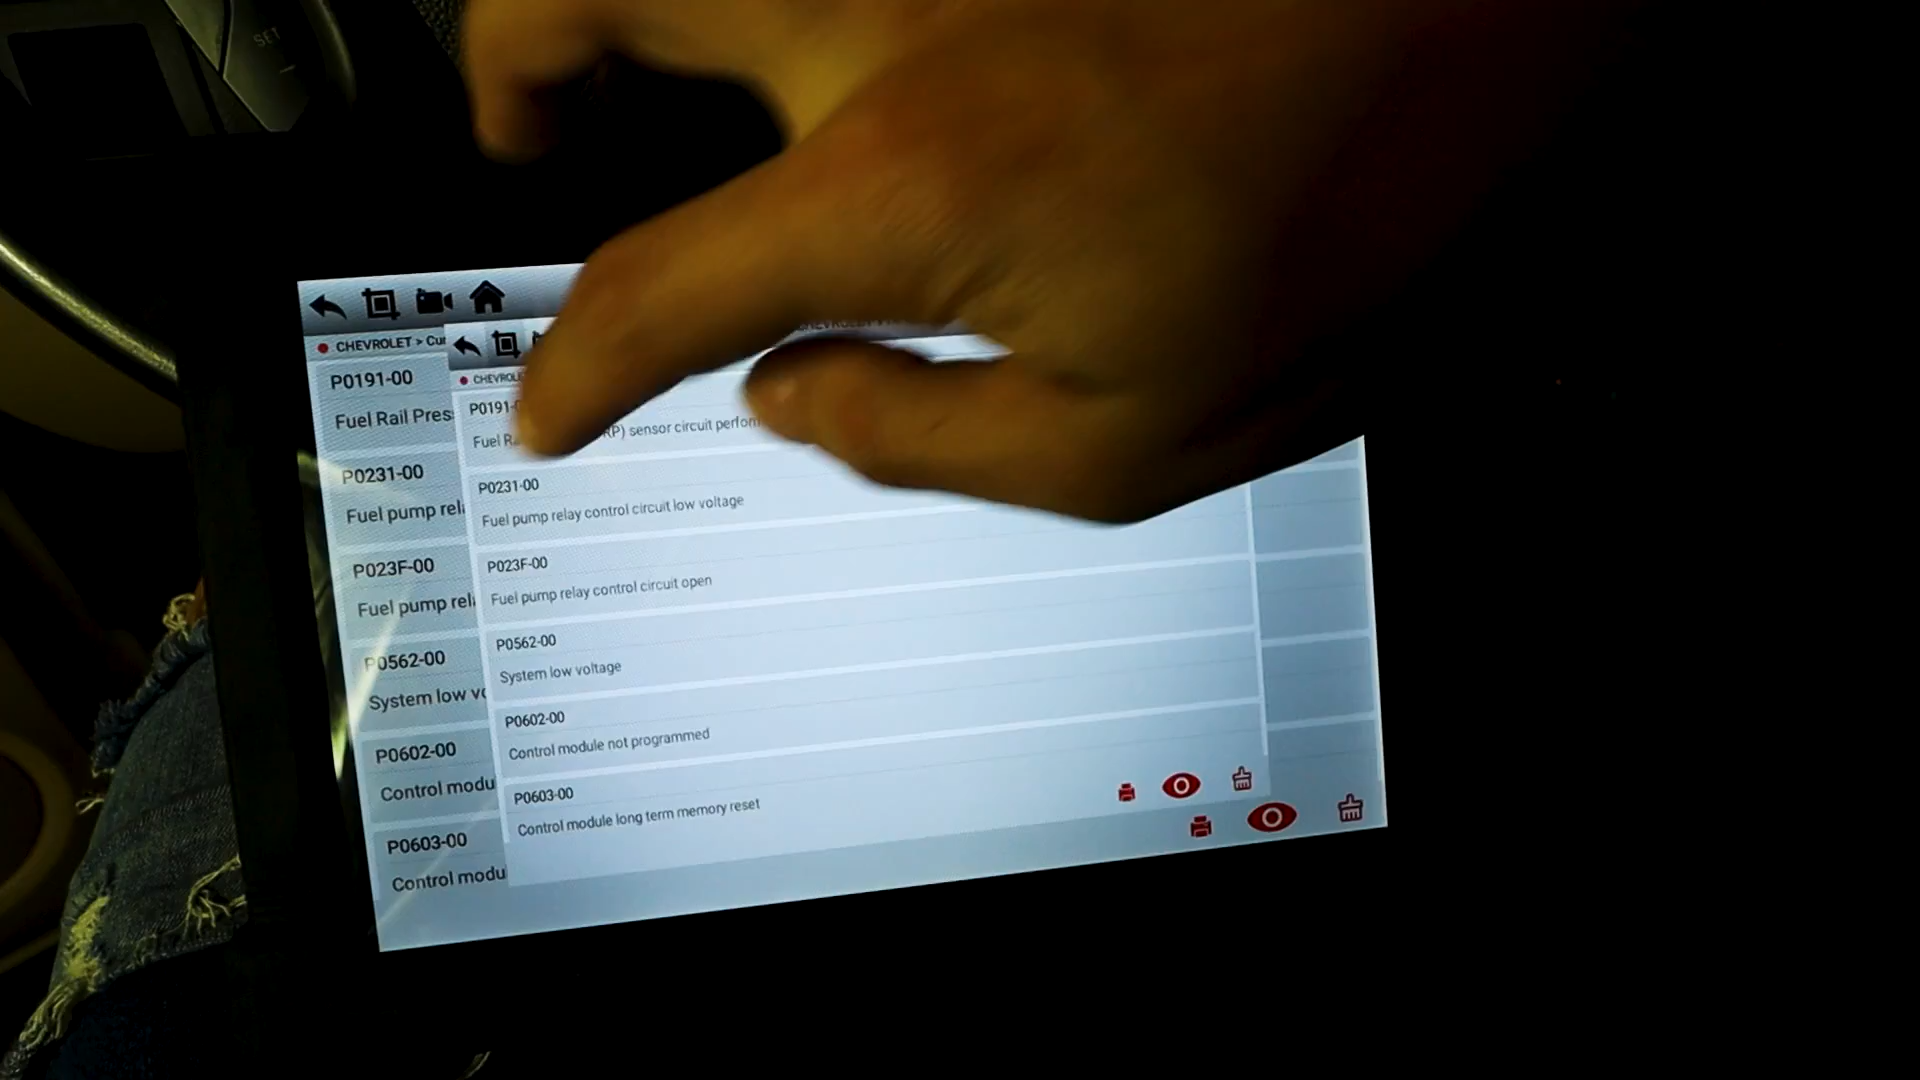 SET
CHEVROLET > Cur
P0191-00
Fuel Rail Pres
P0231-00
Fuel pump rel
P023F-00
Fuel pump rel
P0562-00
System low vo
P0602-00
Control modu
P0603-00
Control modu
CHEVROLE
P0191-
Fuel R RP) sensor circuit perfor
P0231-00
Fuel pump relay control circuit low voltage
P023F-00
Fuel pump relay control circuit open
P0562-00
System low voltage
P0602-00
Control module not programmed
P0603-00
Control module long term memory reset